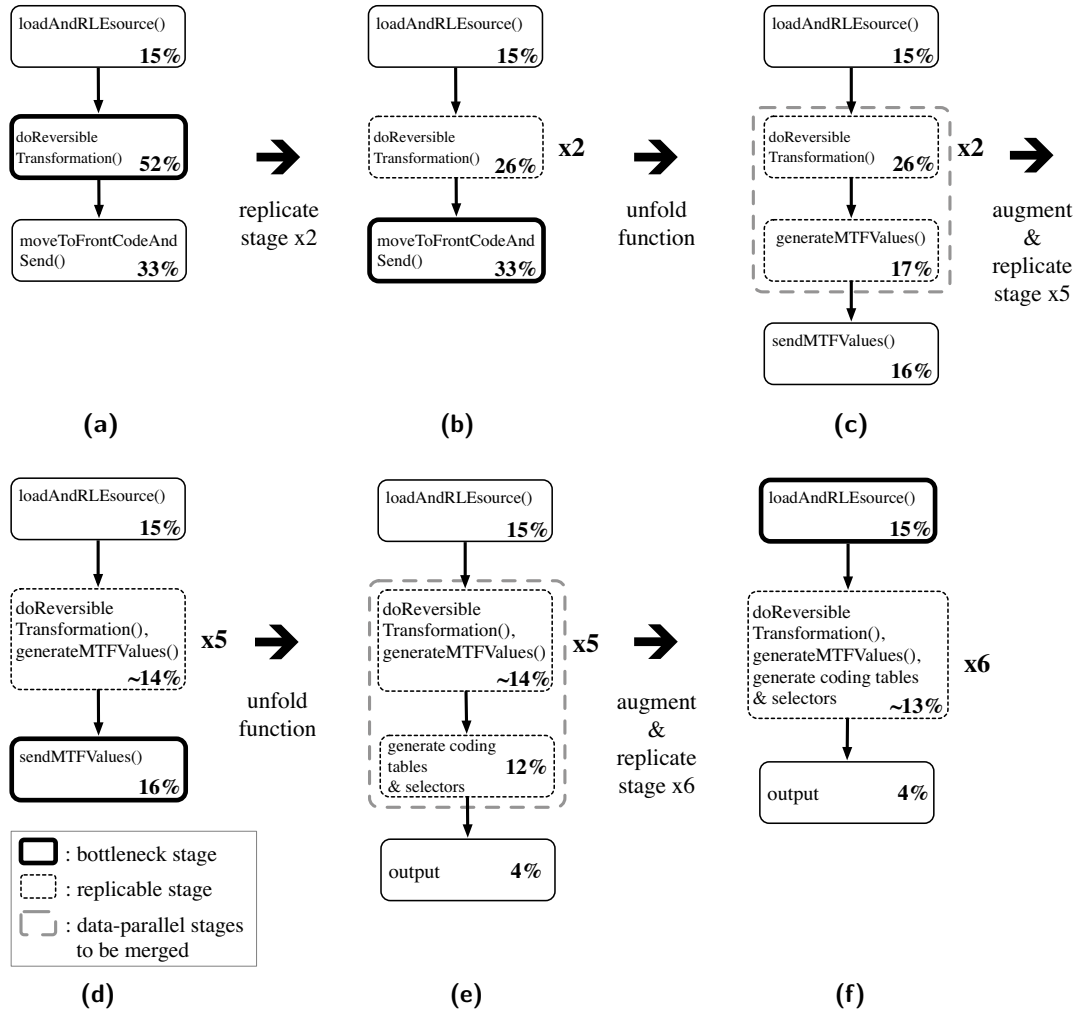 loadAndRLEsource()
15%
doReversible
Transformation()
52%
moveToFrontCodeAnd
Send()
33%
replicate
stage x2
(a)
loadAndRLEsource()
15%
doReversible
Transformation()
26%
x2
moveToFrontCodeAnd
Send()
33%
unfold
function
(b)
loadAndRLEsource()
15%
doReversible
Transformation()
26%
x2
generateMTFValues()
17%
sendMTFValues()
16%
augment
&
replicate
stage x5
(c)
loadAndRLEsource()
15%
doReversible
Transformation(),
generateMTFValues()
~14%
x5
sendMTFValues()
16%
unfold
function
: bottleneck stage
: replicable stage
: data-parallel stages
to be merged
(d)
loadAndRLEsource()
15%
doReversible
Transformation(),
generateMTFValues()
~14%
x5
generate coding
tables
& selectors
12%
output 4%
augment
&
replicate
stage x6
(e)
loadAndRLEsource()
15%
doReversible
Transformation(),
generateMTFValues(),
generate coding tables
& selectors
~13%
x6
output 4%
(f)